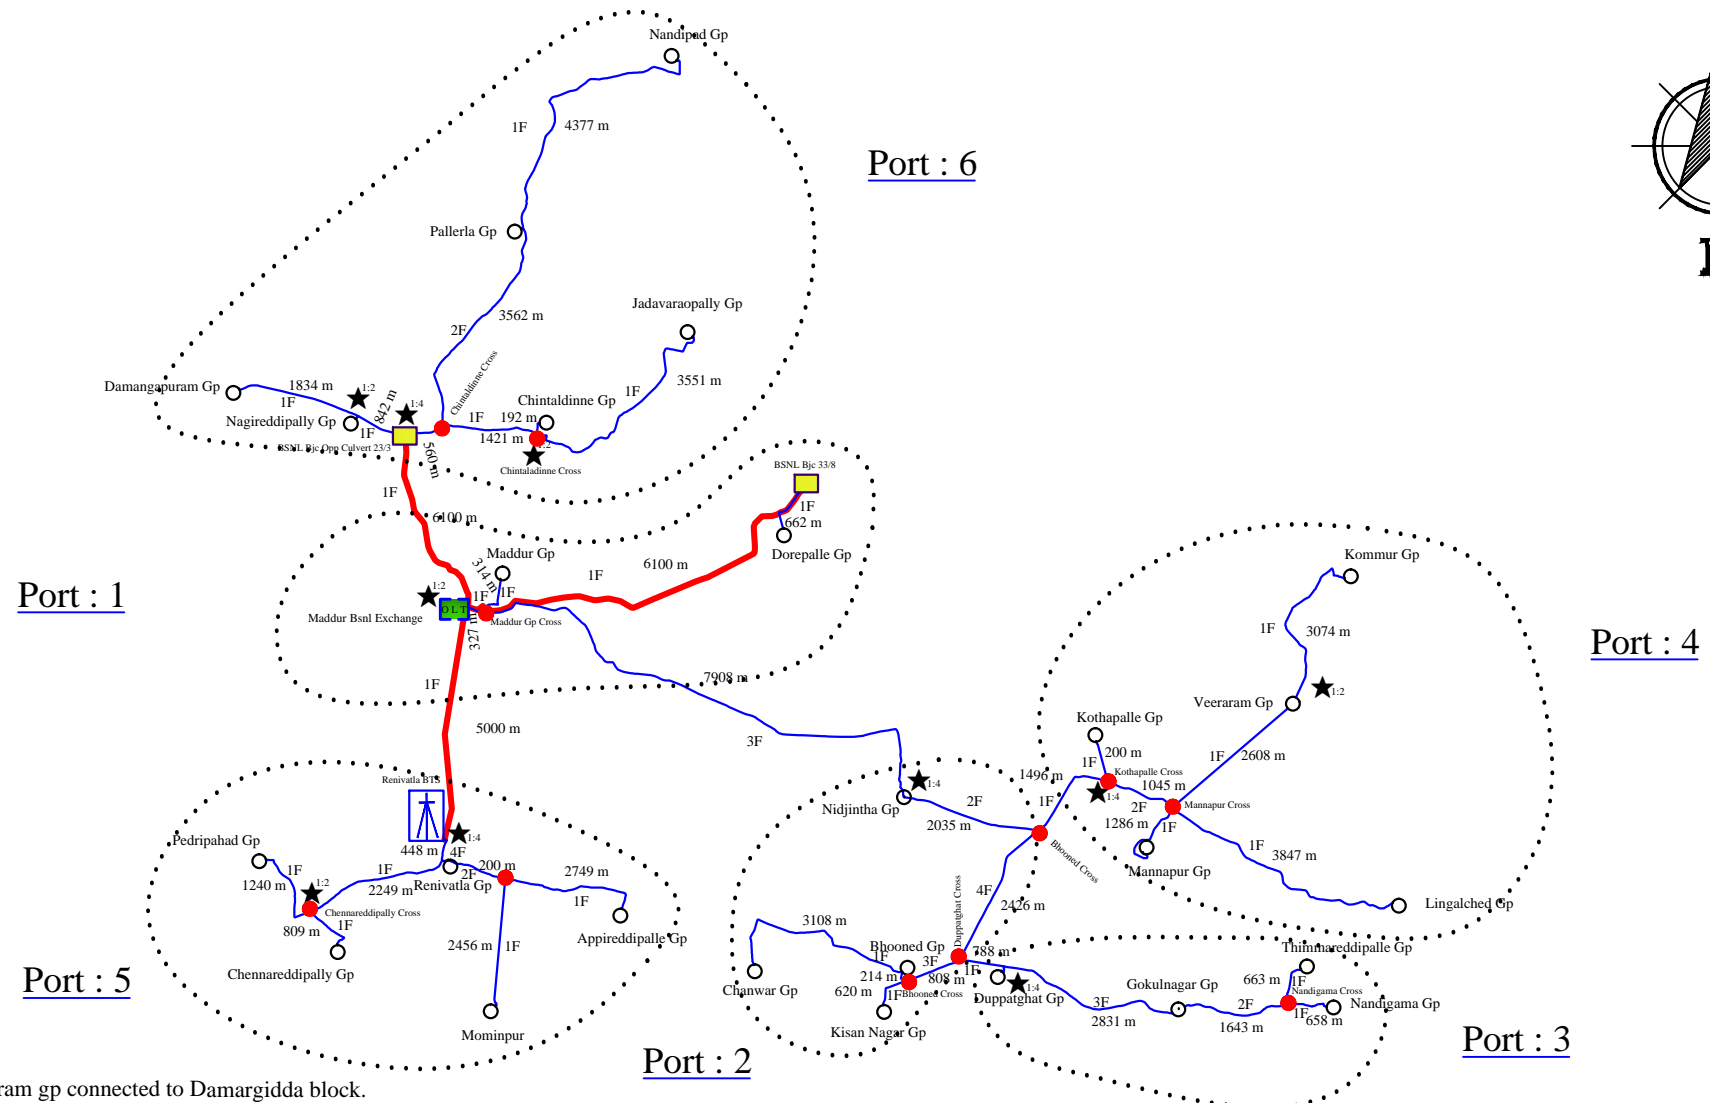 Nandipad Gp
1F
4377 m
Port : 6
Pallerla Gp
Jadavaraopally Gp
3562 m
2F
Chintaldinne Cross
Damangapuram Gp
1834 m
1F
1:2
842 m
1:4
Nagireddipally Gp
1F
BSNL Bjc Opp Culvert 23/3
560 m
1F
192 m
Chintaldinne Gp
1421 m
1:2
Chintaladinne Cross
1F
3551 m
1F
6100 m
BSNL Bjc 33/8
1F
662 m
Dorepalle Gp
Maddur Gp
314 m
1F
1F
6100 m
Port : 1
1:2
OLT
1F
Maddur Bsnl Exchange
Maddur Gp Cross
327 m
1F
5000 m
7908 m
3F
Kommur Gp
1F
3074 m
Port : 4
Veeraram Gp
1:2
Kothapalle Gp
200 m
1F
1F
2608 m
1496 m
Kothapalle Cross
1045 m
1:4
1F
2F
Mannapur Cross
1286 m
1F
1F
3847 m
Mannapur Gp
Lingalched Gp
Nidjintha Gp
1:4
2F
2035 m
Bhooned Cross
Renivatla BTS
1:4
Pedripahad Gp
448 m
4F
1F
1240 m
1:2
1F
2249 m
2F
200 m
Renivatla Gp
2749 m
1F
Chennareddipally Cross
809 m
1F
Chennareddipally Gp
2456 m
1F
Appireddipalle Gp
Mominpur
Port : 5
4F
2426 m
Duppatghat Cross
3108 m
Bhooned Gp
1F
3F
214 m
808 m
620 m
1F
Bhooned Cross
Chanwar Gp
Kisan Nagar Gp
Port : 2
788 m
1F
Duppatghat Gp
1:4
3F
2831 m
Gokulnagar Gp
2F
1643 m
Thimmareddipalle Gp
663 m
1F
Nandigama Cross
1F
658 m
Nandigama Gp
Port : 3
ram gp connected to Damargidda block.